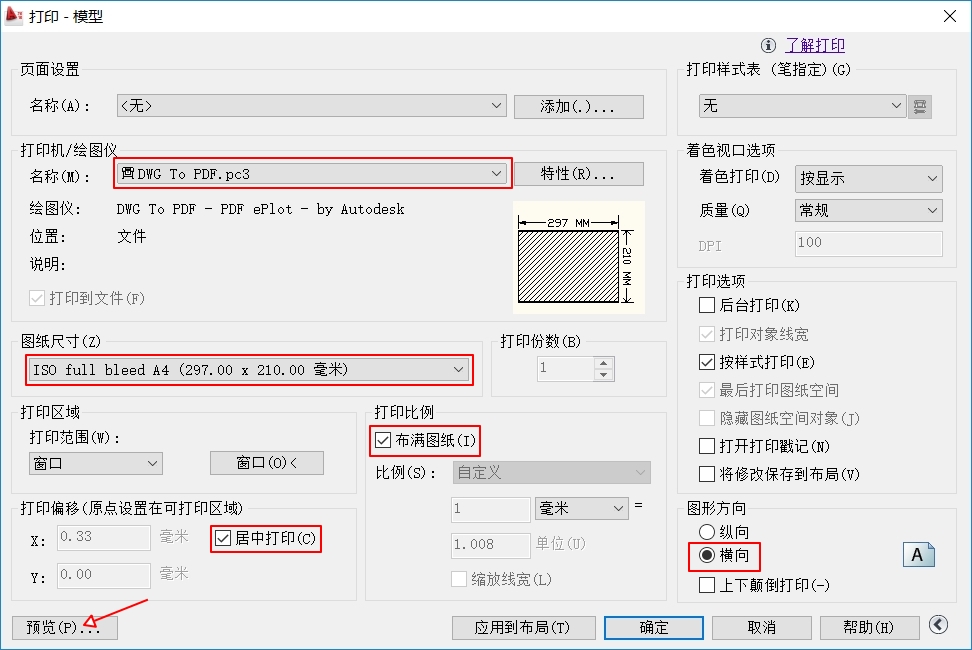 打印 - 模型
了解打印
页面设置
名称(A):
<无>
添加(.)...
打印样式表 (笔指定)(G)
无
打印机/绘图仪
名称(M):
DWG To PDF.pc3
特性(R)...
绘图仪:
DWG To PDF - PDF ePlot - by Autodesk
位置:
文件
说明:
打印到文件(F)
297 MM
210 MM
着色视口选项
着色打印(D)
按显示
质量(Q)
常规
DPI
100
图纸尺寸(Z)
ISO full bleed A4 (297.00 x 210.00 毫米)
打印份数(B)
1
打印选项
后台打印(K)
打印对象线宽
按样式打印(E)
最后打印图纸空间
隐藏图纸空间对象(J)
打开打印戳记(N)
将修改保存到布局(V)
打印区域
打印范围(W):
窗口
窗口(O)<
打印比例
布满图纸(I)
比例(S):
自定义
1
毫米
=
1.008
单位(U)
缩放线宽(L)
打印偏移(原点设置在可打印区域)
X:
0.33
毫米
居中打印(C)
Y:
0.00
毫米
图形方向
纵向
横向
上下颠倒打印(-)
A
预览(P)...
应用到布局(T)
确定
取消
帮助(H)